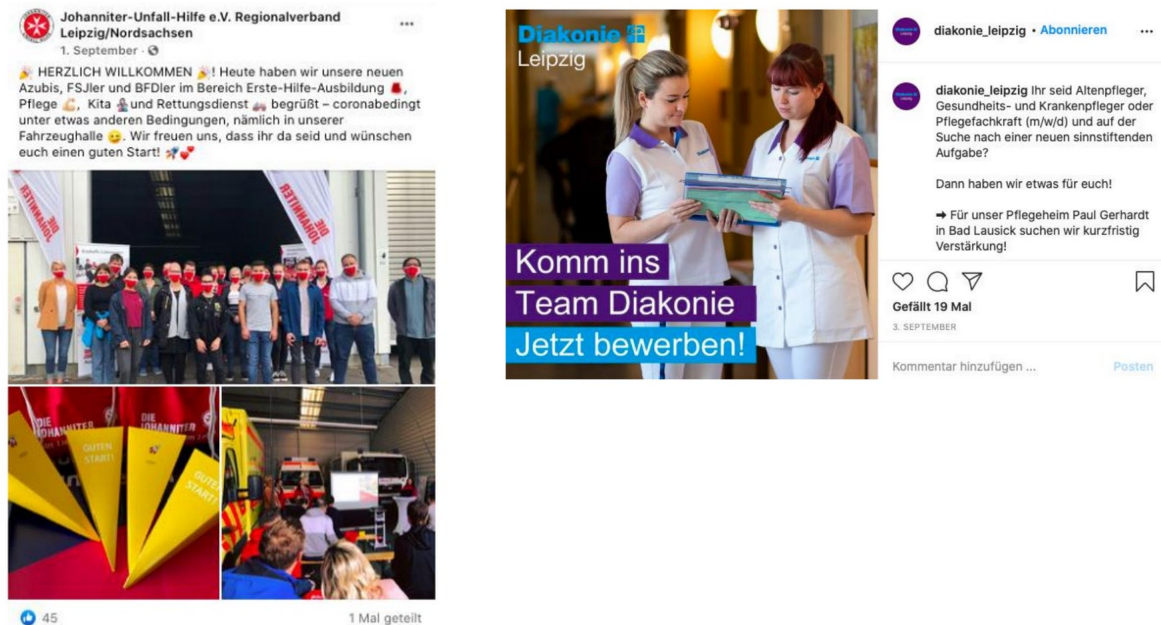 Johanniter-Unfall-Hilfe e.V. Regionalverband
Leipzig/Nordsachsen
1. September ·
🎉 HERZLICH WILLKOMMEN 🎉! Heute haben wir unsere neuen
Azubis, FSJler und BFDler im Bereich Erste-Hilfe-Ausbildung
Pflege 💪, Kita und Rettungsdienst 🚑 begrüßt – coronabedingt
unter etwas anderen Bedingungen, nämlich in unserer
Fahrzeughalle 😉. Wir freuen uns, dass ihr da seid und wünschen
euch einen guten Start! 🚀💕
DIE
JOHANNITER
DIE
JOHANNITER
DIE
JOHANNITER
DIE
JOHANNITER
GUTEN
START!
GUTEN
START!
45
1 Mal geteilt
Diakonie
Leipzig
Komm ins
Team Diakonie
Jetzt bewerben!
diakonie_leipzig • Abonnieren
diakonie_leipzig Ihr seid Altenpfleger,
Gesundheits- und Krankenpfleger oder
Pflegefachkraft (m/w/d) und auf der
Suche nach einer neuen sinnstiftenden
Aufgabe?
Dann haben wir etwas für euch!
➡ Für unser Pflegeheim Paul Gerhardt
in Bad Lausick suchen wir kurzfristig
Verstärkung!
Gefällt 19 Mal
3. SEPTEMBER
Kommentar hinzufügen ...
Posten